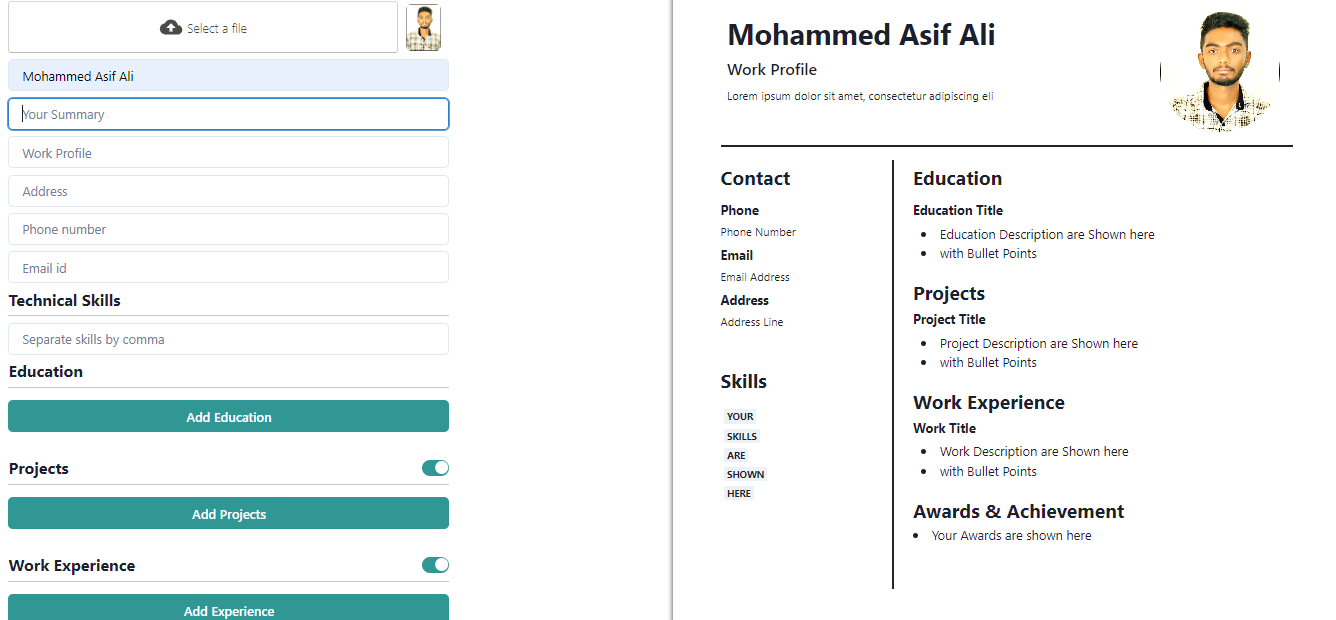 Select a file
Mohammed Asif Ali
Your Summary
Work Profile
Address
Phone number
Email id
Technical Skills
Separate skills by comma
Education
Add Education
Projects
Add Projects
Work Experience
Add Experience
Mohammed Asif Ali
Work Profile
Lorem ipsum dolor sit amet, consectetur adipiscing eli
Contact
Phone
Phone Number
Email
Email Address
Address
Address Line
Skills
YOUR
SKILLS
ARE
SHOWN
HERE
Education
Education Title
Education Description are Shown here
with Bullet Points
Projects
Project Title
Project Description are Shown here
with Bullet Points
Work Experience
Work Title
Work Description are Shown here
with Bullet Points
Awards & Achievement
Your Awards are shown here